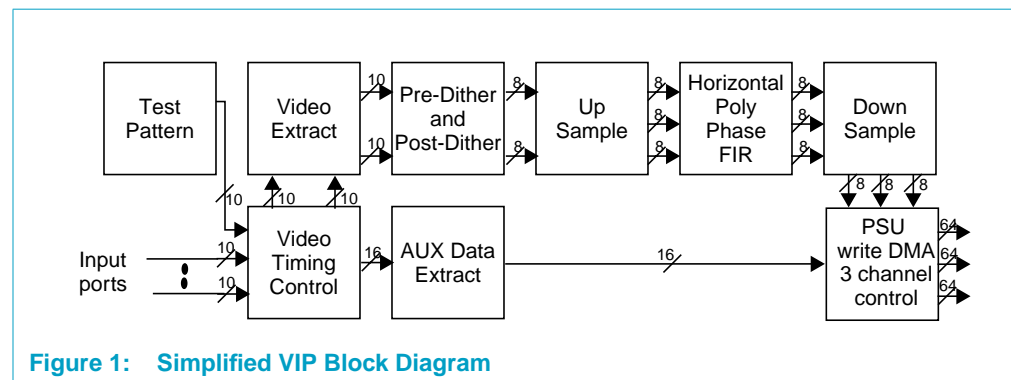 Test
Pattern
Video
Extract
10
10
Pre-Dither
and
Post-Dither
8
8
Up
Sample
8
8
8
Horizontal
Poly
Phase
FIR
8
8
8
Down
Sample
10
10
10
8
8
8
Input
ports
10
10
Video
Timing
Control
16
AUX Data
Extract
16
PSU
write DMA
3 channel
control
64
64
64
Figure 1: Simplified VIP Block Diagram